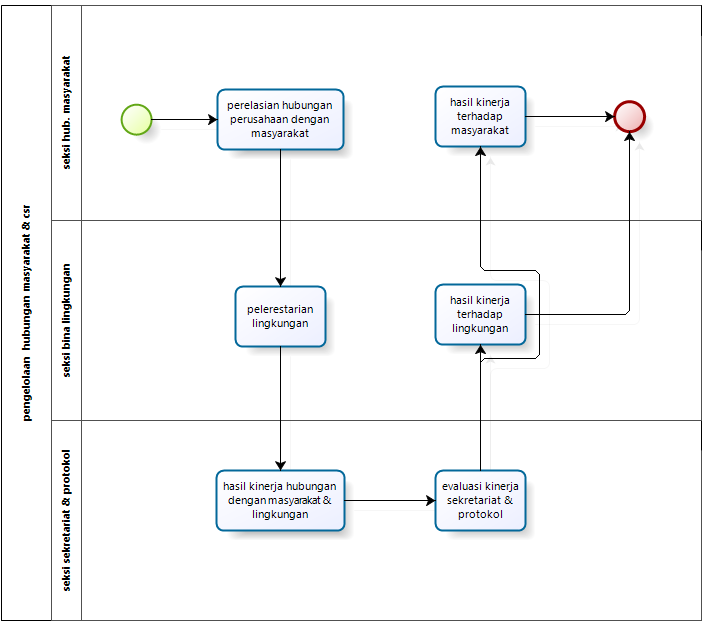 pengelolaan hubungan masyarakat & csr
seksi hub. masyarakat
perelasian hubungan
perusahaan dengan
masyarakat
hasil kinerja
terhadap
masyarakat
seksi bina lingkungan
pelerestarian
lingkungan
hasil kinerja
terhadap
lingkungan
seksi sekretariat & protokol
hasil kinerja hubungan
dengan masyarakat &
lingkungan
evaluasi kinerja
sekretariat &
protokol